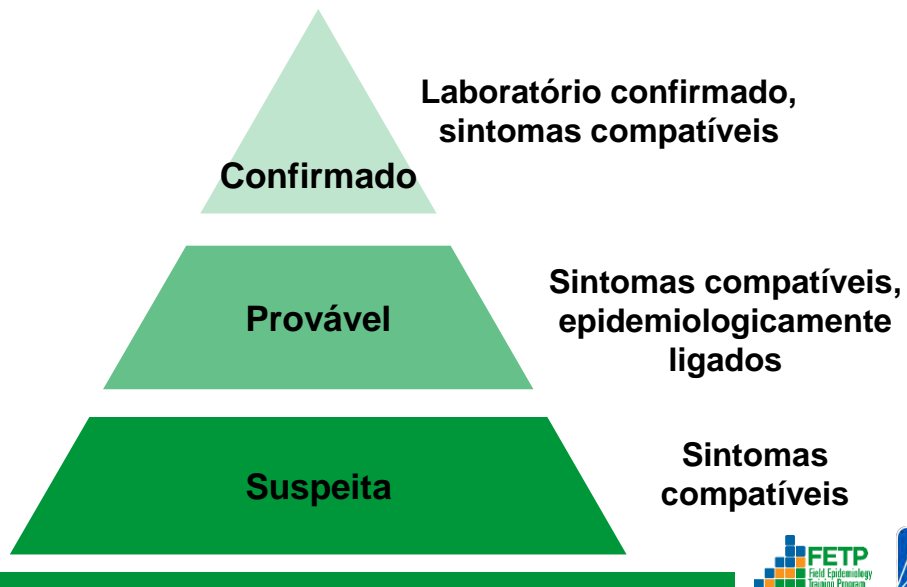 Laboratório confirmado,
sintomas compatíveis
Confirmado
Sintomas compatíveis,
epidemiologicamente
ligados
Provável
Sintomas
compatíveis
Suspeita
FETP
Field Epidemiology
Training Program